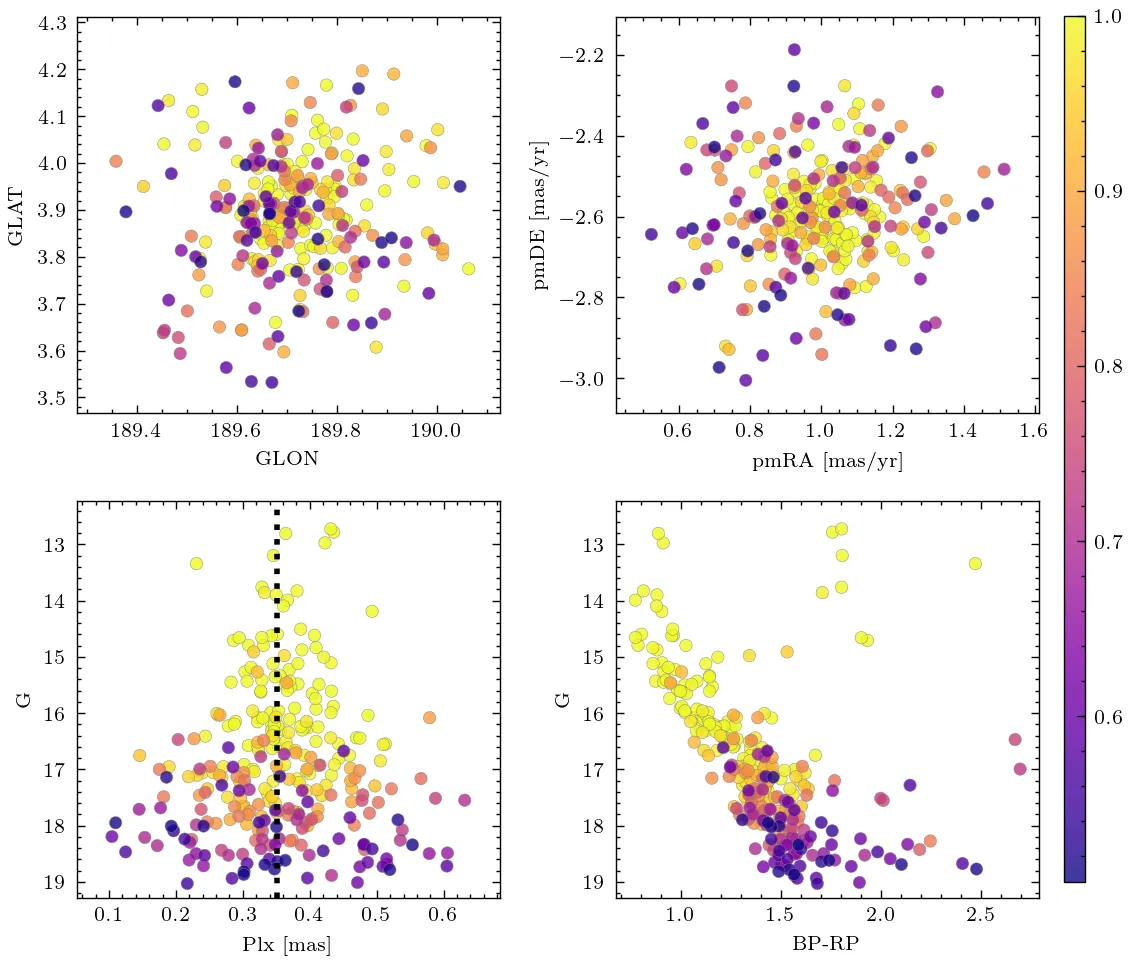 4.3
4.2
4.1
4.0
3.9
3.8
3.7
3.6
3.5
GLAT
189.4 189.6 189.8 190.0
GLON
−2.2
−2.4
−2.6
−2.8
−3.0
pmDE [mas/yr]
0.6 0.8 1.0 1.2 1.4 1.6
pmRA [mas/yr]
1.0
0.9
0.8
0.7
0.6
13
14
15
16
17
18
19
G
0.1 0.2 0.3 0.4 0.5 0.6
Plx [mas]
13
14
15
16
17
18
19
G
1.0 1.5 2.0 2.5
BP-RP